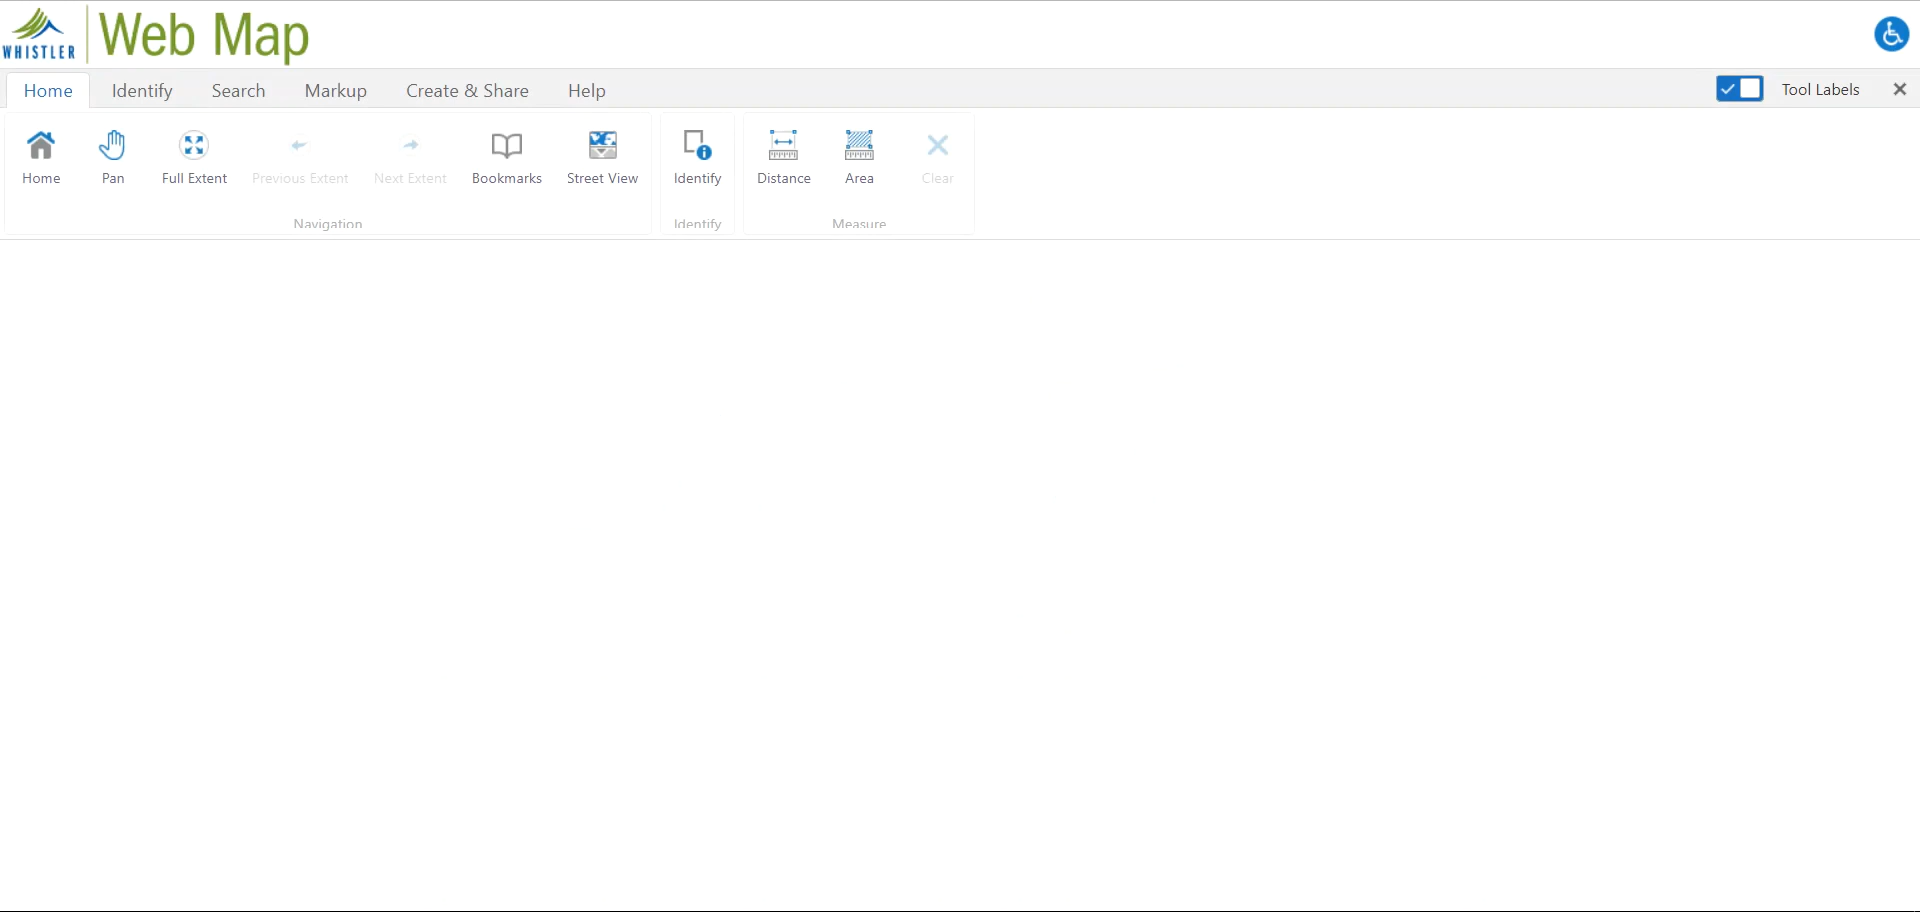 WHISTLER
Web Map
Home Identify Search Markup Create & Share Help Tool Labels
Home Pan Full Extent Previous Extent Next Extent Bookmarks Street View Identify Distance Area Clear
Navigation Identify Measure